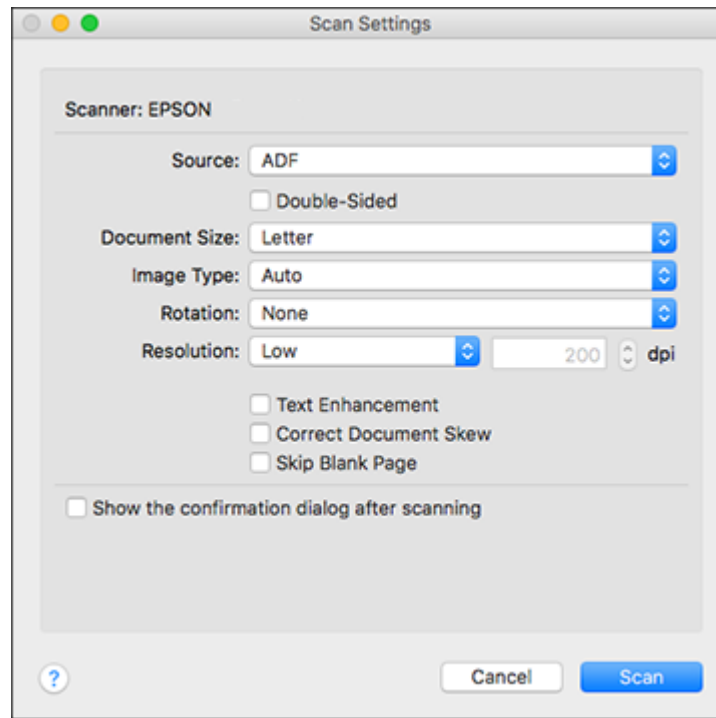 Scan Settings
Scanner: EPSON
Source: ADF
Double-Sided
Document Size: Letter
Image Type: Auto
Rotation: None
Resolution: Low 200 dpi
Text Enhancement
Correct Document Skew
Skip Blank Page
Show the confirmation dialog after scanning
? Cancel Scan